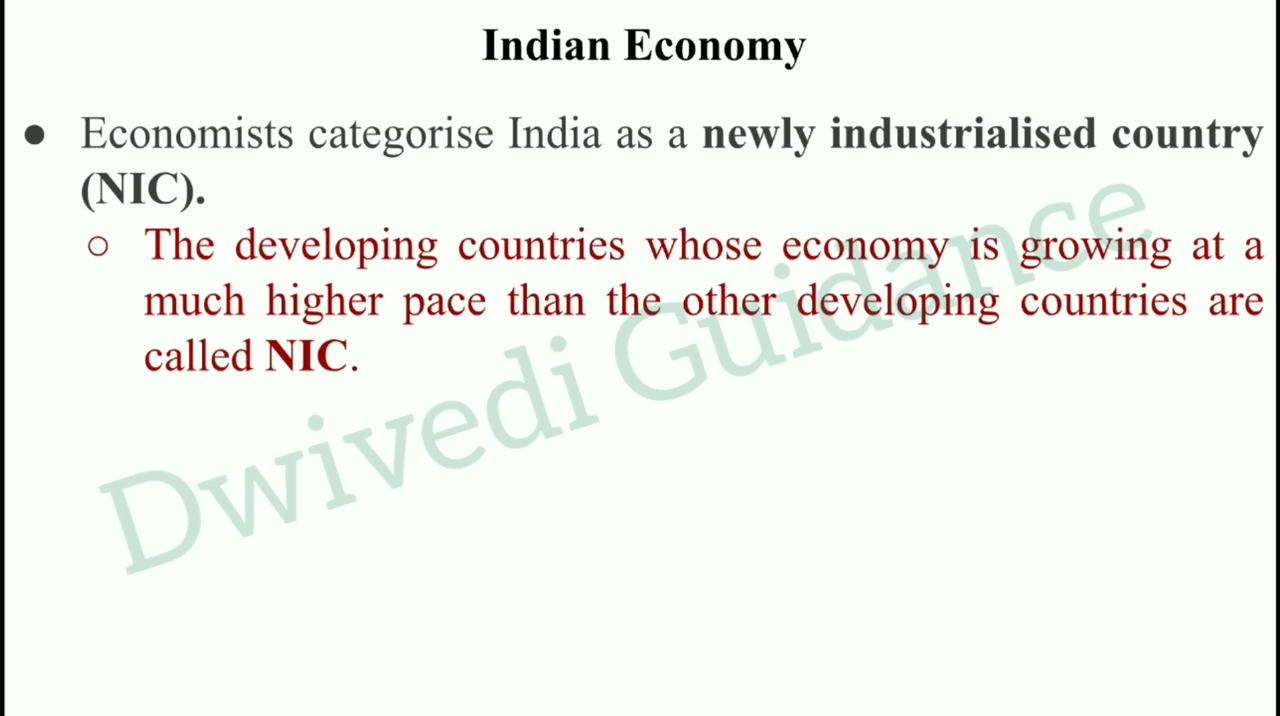 Indian Economy
● Economists categorise India as a newly industrialised country
(NIC).
○ The developing countries whose economy is growing at a
much higher pace than the other developing countries are
called NIC.
Dwivedi Guidance